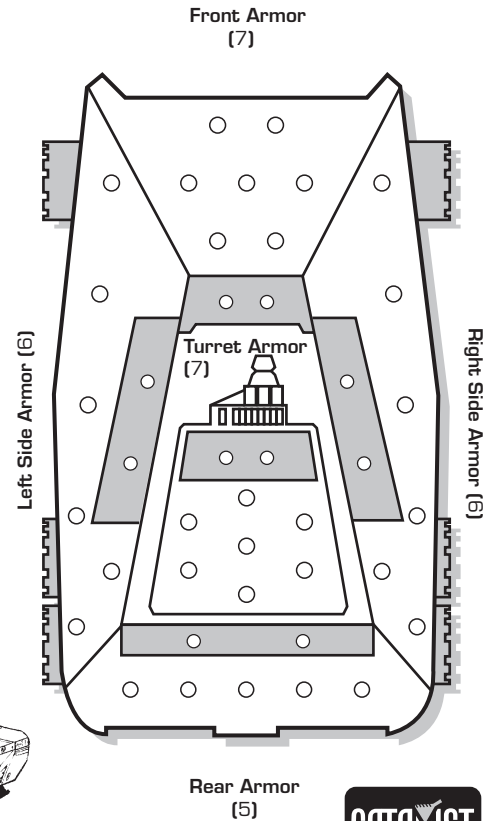 Front Armor
(7)
Turret Armor
(7)
Left Side Armor (6)
Right Side Armor (6)
Rear Armor
(5)